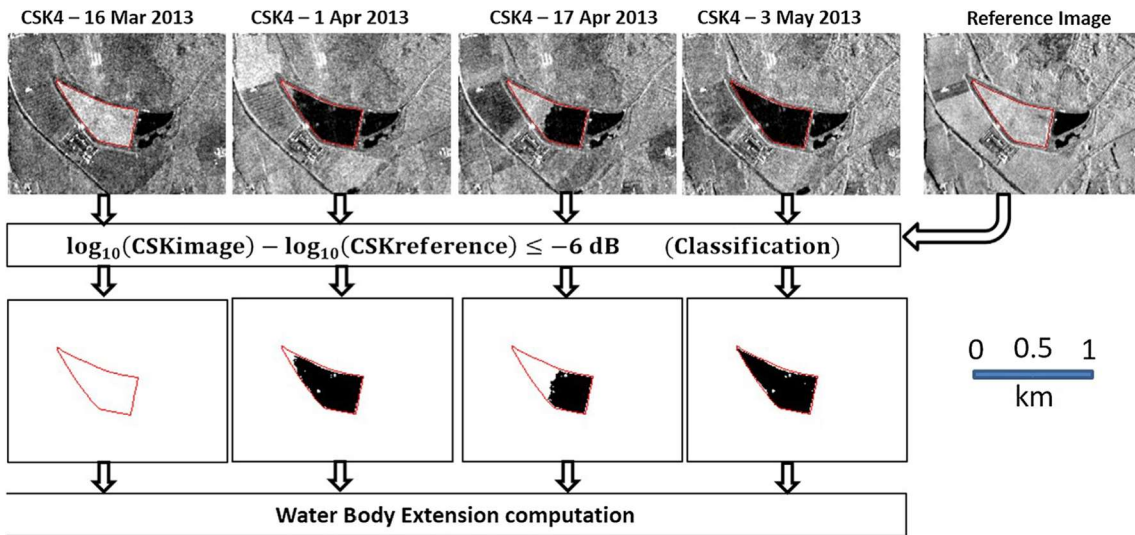 CSK4 – 16 Mar 2013
CSK4 – 1 Apr 2013
CSK4 – 17 Apr 2013
CSK4 – 3 May 2013
Reference Image
log₁₀(CSKimage) − log₁₀(CSKreference) ≤ −6 dB (Classification)
0 0.5 1
km
Water Body Extension computation